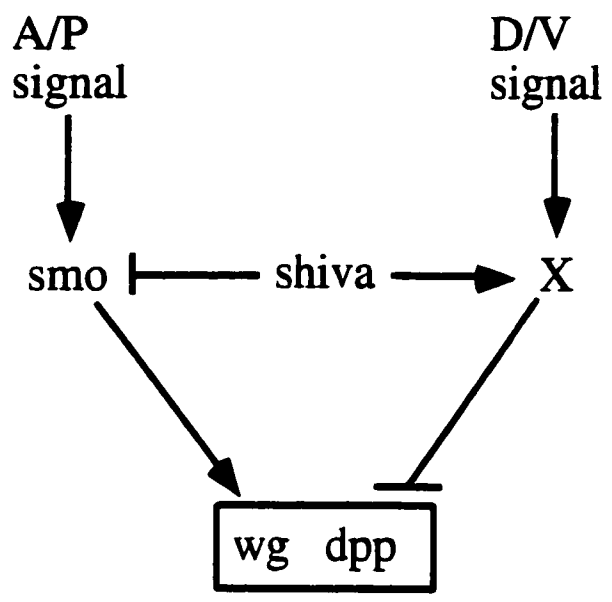 A/P
signal
D/V
signal
smo
shiva
X
wg dpp